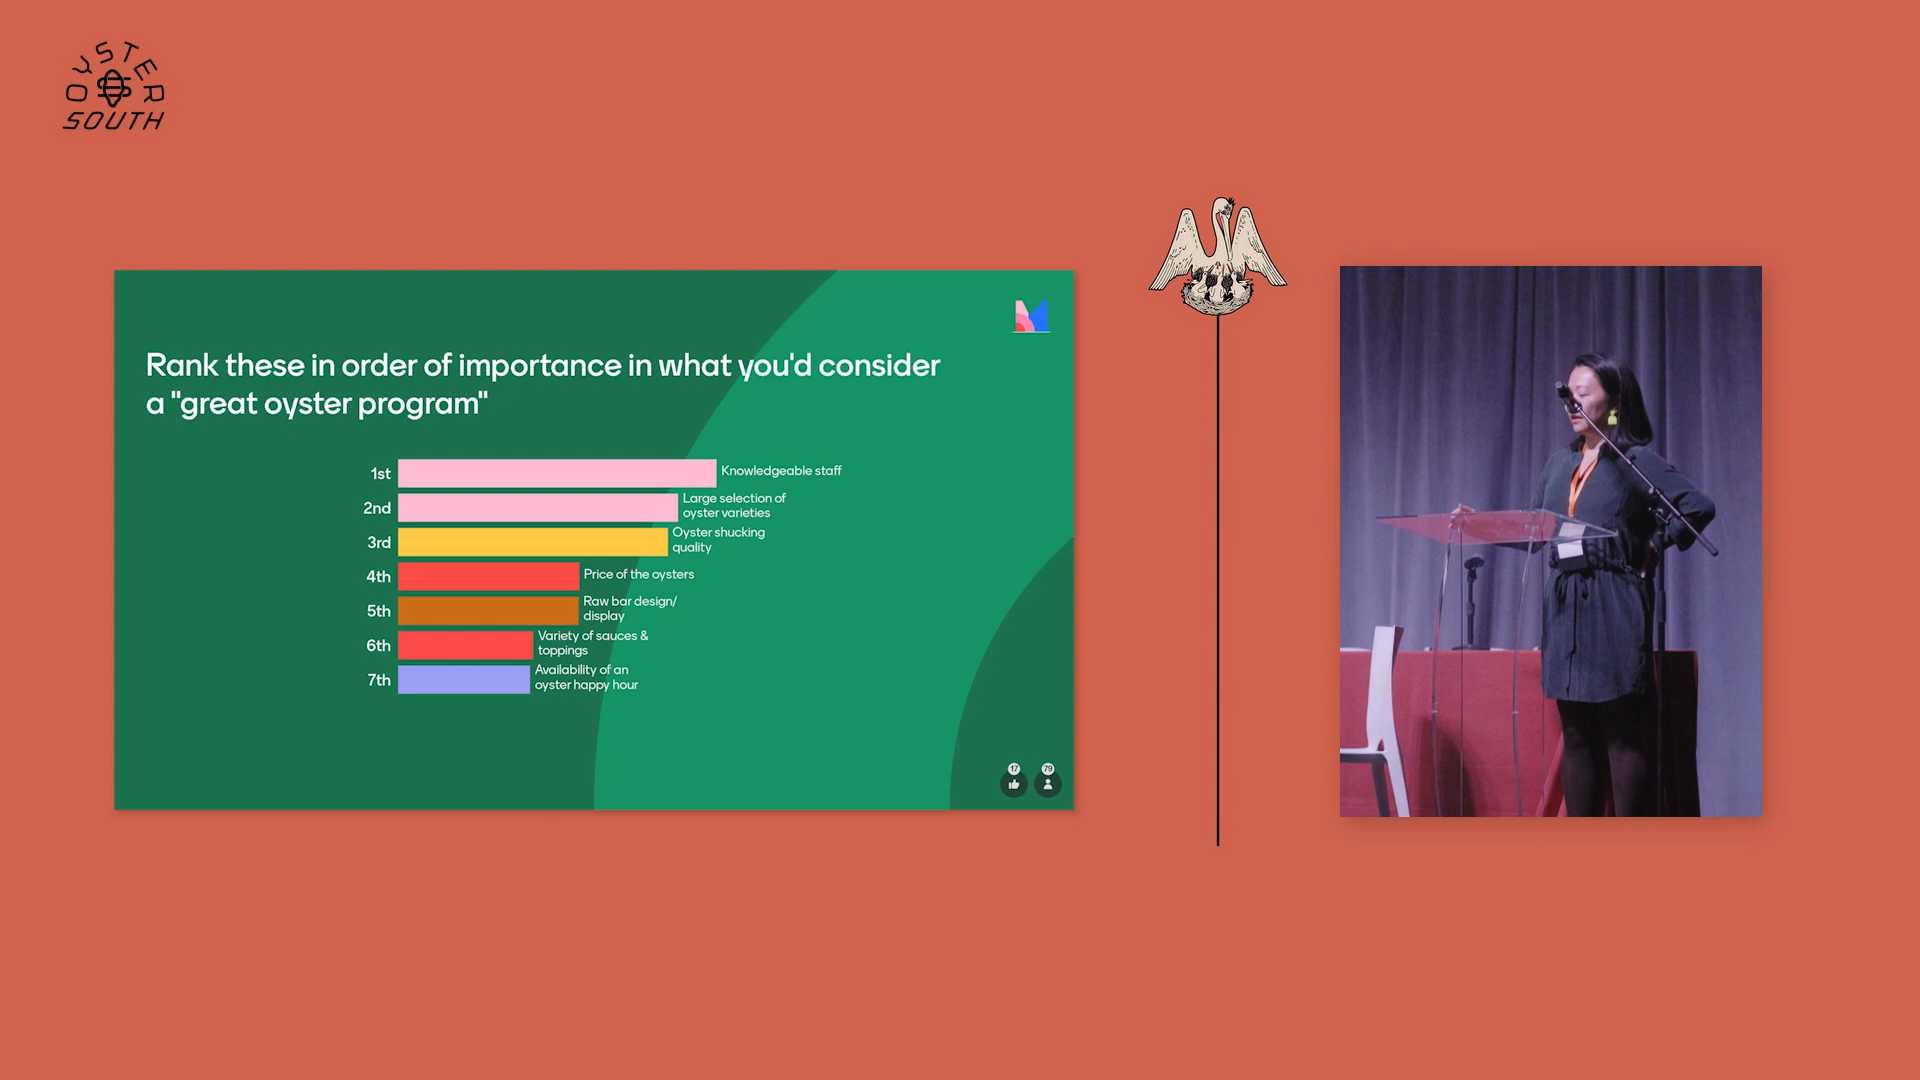 OYSTER
SOUTH
Rank these in order of importance in what you'd consider
a "great oyster program"
1st
Knowledgeable staff
2nd
Large selection of
oyster varieties
3rd
Oyster shucking
quality
4th
Price of the oysters
5th
Raw bar design/
display
6th
Variety of sauces &
toppings
7th
Availability of an
oyster happy hour
17
79